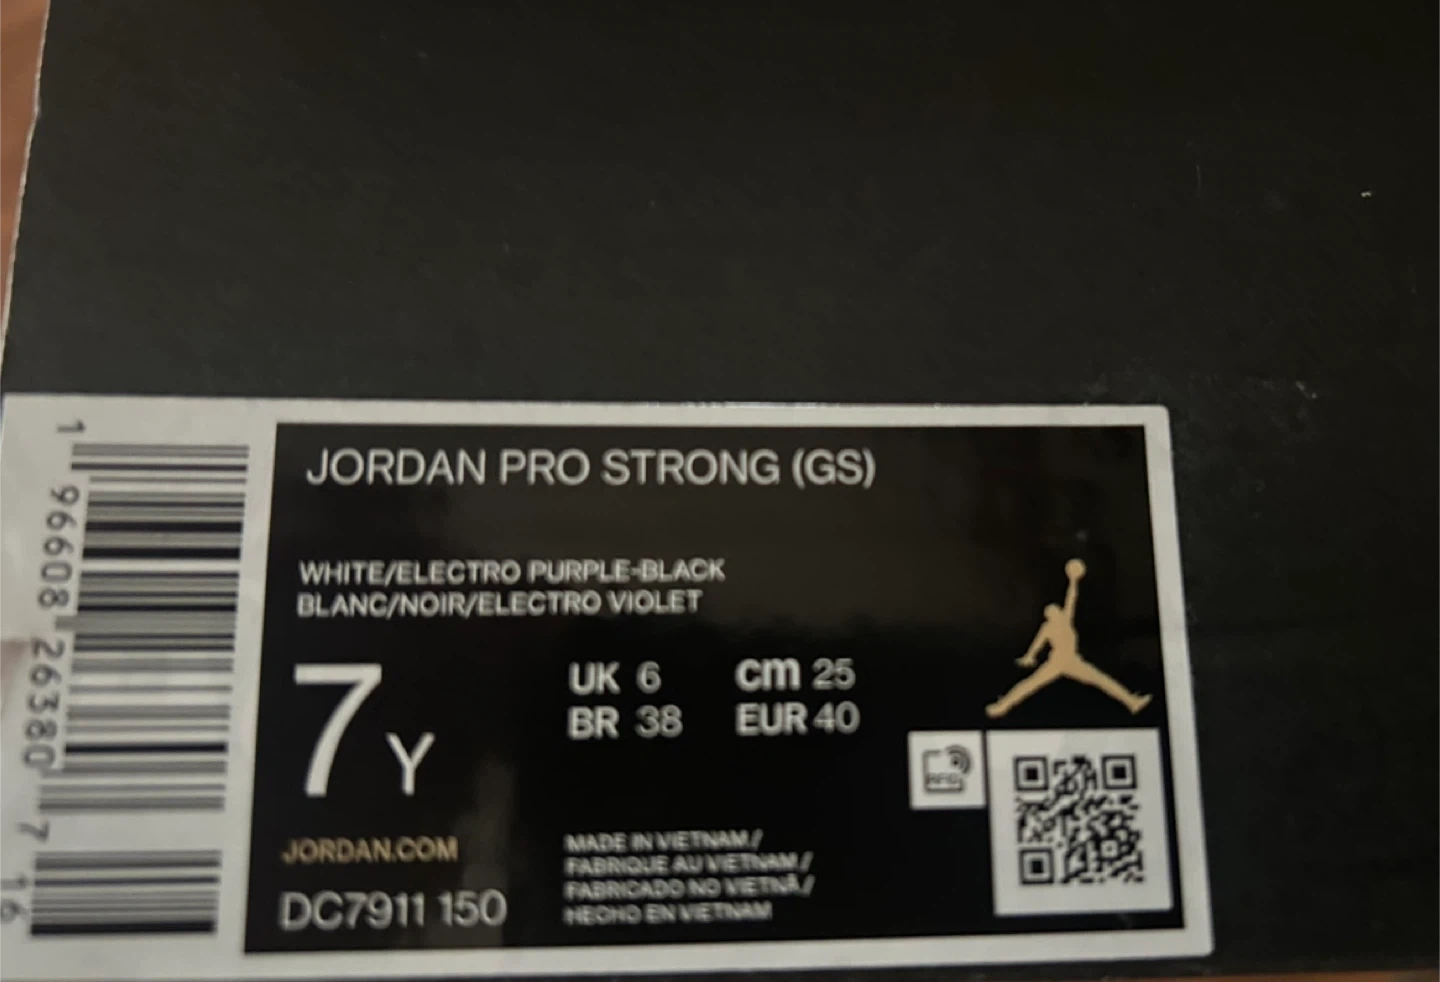 JORDAN PRO STRONG (GS)
WHITE/ELECTRO PURPLE-BLACK
BLANC/NOIR/ELECTRO VIOLET
7Y
UK 6 cm 25
BR 38 EUR 40
JORDAN.COM
DC7911 150
MADE IN VIETNAM/
FABRIQUE AU VIETNAM/
FABRICADO NO VIETNÃ/
HECHO EN VIETNAM
RFID
1 96608 26380 7 16